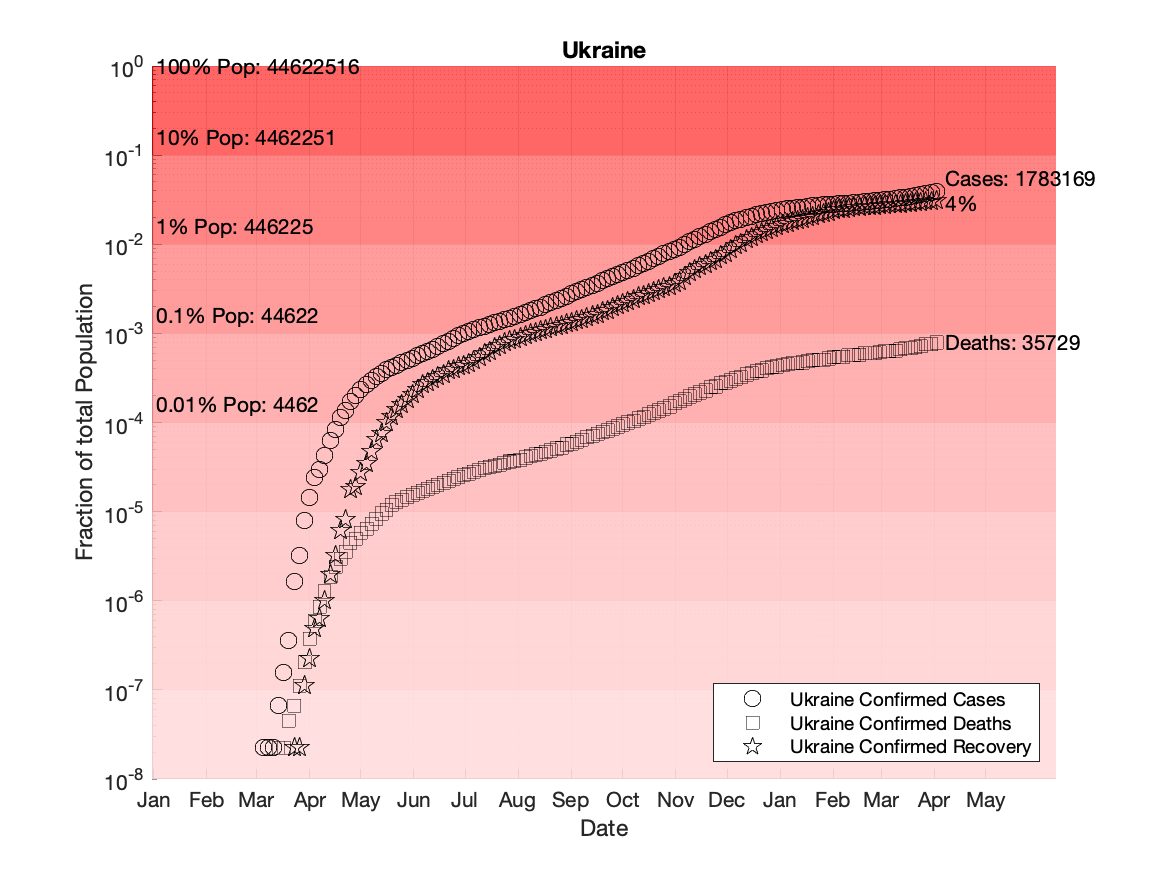 Ukraine
10^0
100% Pop: 44622516
10% Pop: 4462251
10^-1
Cases: 1783169
4%
1% Pop: 446225
10^-2
0.1% Pop: 44622
10^-3
Deaths: 35729
0.01% Pop: 4462
10^-4
10^-5
10^-6
10^-7
10^-8
Fraction of total Population
Ukraine Confirmed Cases
Ukraine Confirmed Deaths
Ukraine Confirmed Recovery
Jan Feb Mar Apr May Jun Jul Aug Sep Oct Nov Dec Jan Feb Mar Apr May
Date